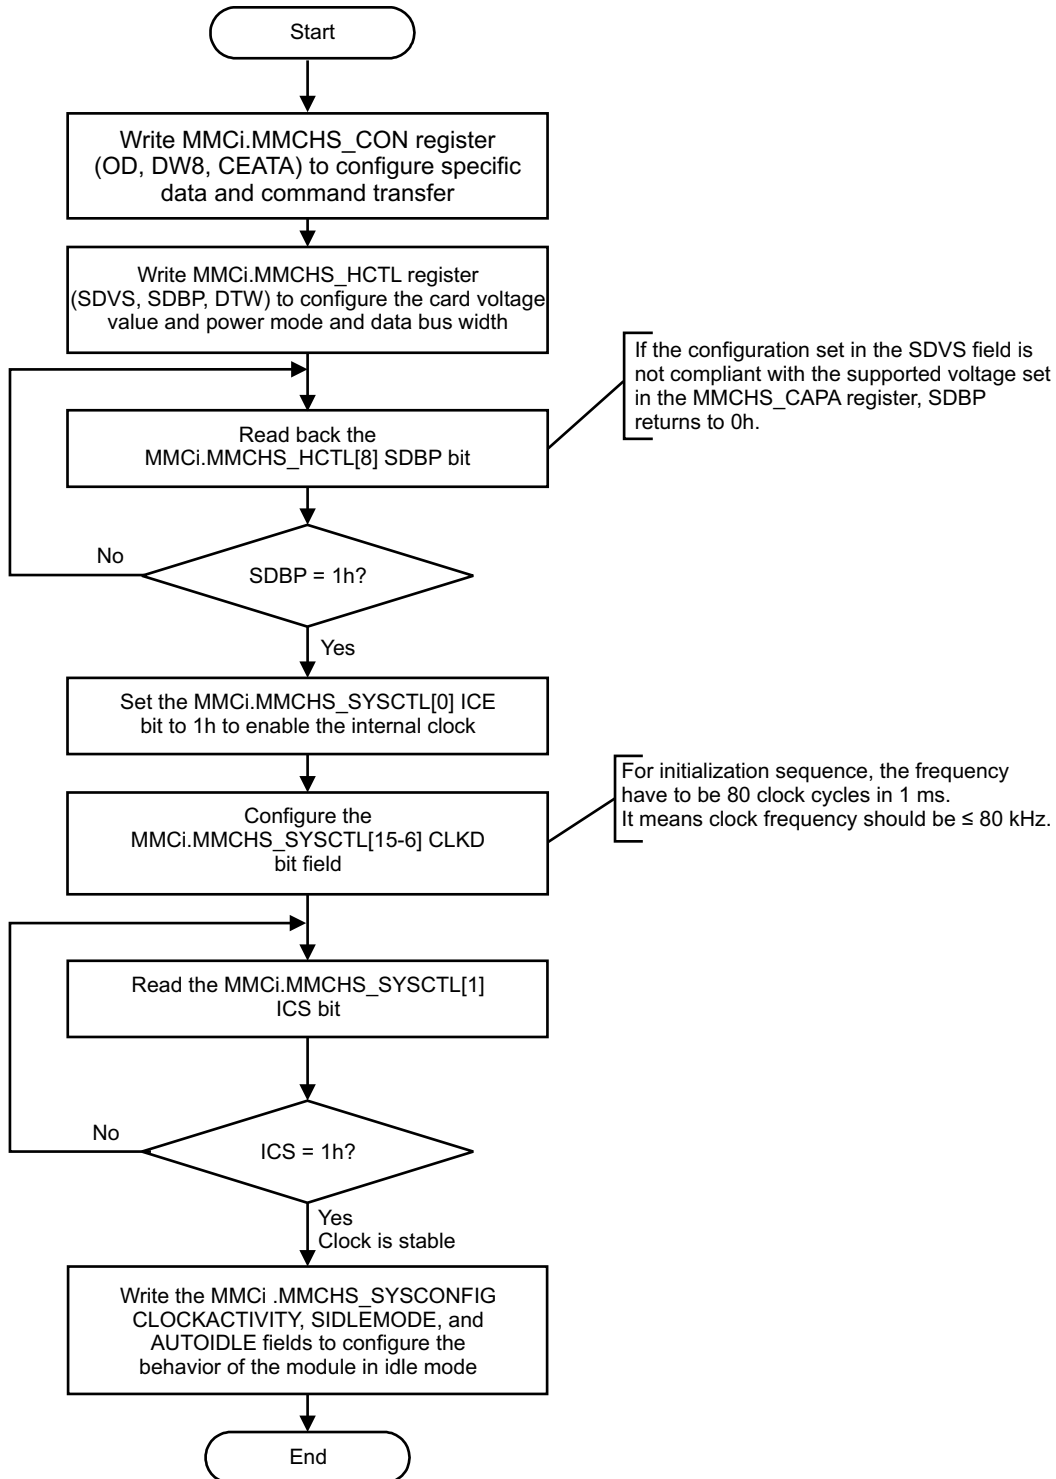 Start
Write MMCi.MMCHS_CON register
(OD, DW8, CEATA) to configure specific
data and command transfer
Write MMCi.MMCHS_HCTL register
(SDVS, SDBP, DTW) to configure the card voltage
value and power mode and data bus width
If the configuration set in the SDVS field is
not compliant with the supported voltage set
in the MMCHS_CAPA register, SDBP
returns to 0h.
Read back the
MMCi.MMCHS_HCTL[8] SDBP bit
No
SDBP = 1h?
Yes
Set the MMCi.MMCHS_SYSCTL[0] ICE
bit to 1h to enable the internal clock
For initialization sequence, the frequency
have to be 80 clock cycles in 1 ms.
It means clock frequency should be ≤ 80 kHz.
Configure the
MMCi.MMCHS_SYSCTL[15-6] CLKD
bit field
Read the MMCi.MMCHS_SYSCTL[1]
ICS bit
No
ICS = 1h?
Yes
Clock is stable
Write the MMCi .MMCHS_SYSCONFIG
CLOCKACTIVITY, SIDLEMODE, and
AUTOIDLE fields to configure the
behavior of the module in idle mode
End